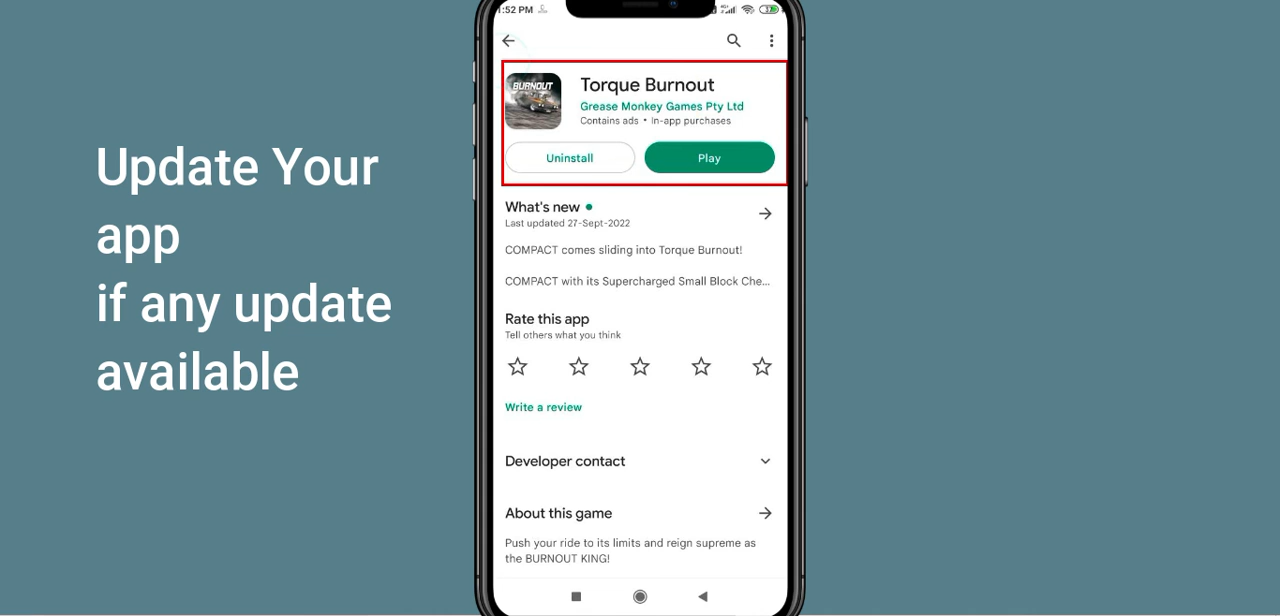 Update Your
app
if any update
available
1:52 PM
Torque Burnout
Grease Monkey Games Pty Ltd
Contains ads • In-app purchases
Uninstall
Play
What's new
Last updated 27-Sept-2022
COMPACT comes sliding into Torque Burnout!
COMPACT with its Supercharged Small Block Che...
Rate this app
Tell others what you think
Write a review
Developer contact
About this game
Push your ride to its limits and reign supreme as
the BURNOUT KING!
BURNOUT